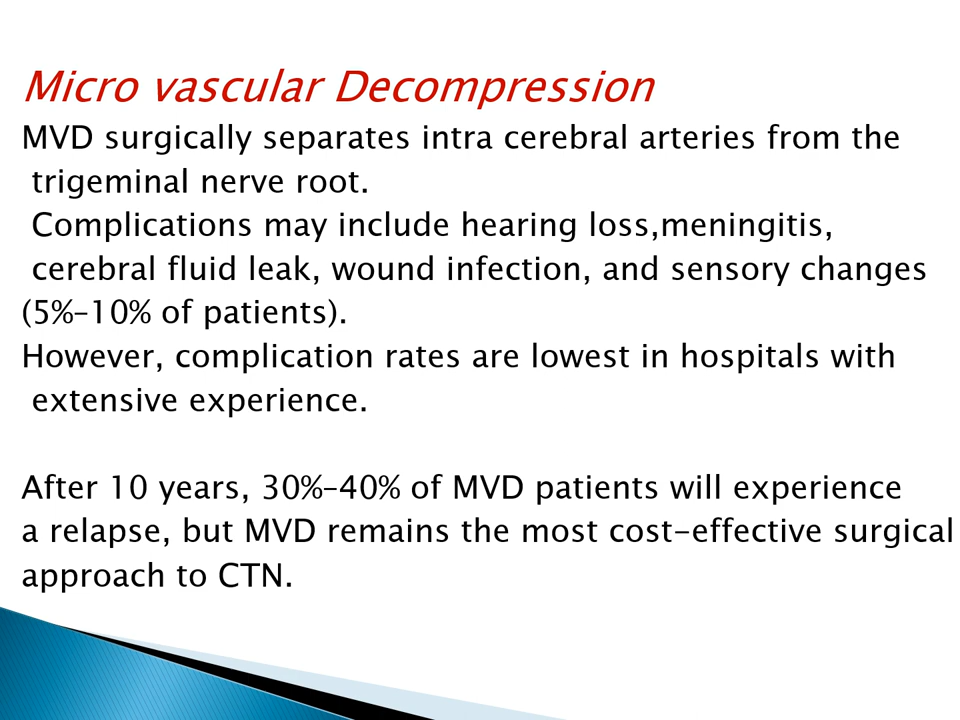 Micro vascular Decompression
MVD surgically separates intra cerebral arteries from the
trigeminal nerve root.
Complications may include hearing loss,meningitis,
cerebral fluid leak, wound infection, and sensory changes
(5%–10% of patients).
However, complication rates are lowest in hospitals with
extensive experience.
After 10 years, 30%–40% of MVD patients will experience
a relapse, but MVD remains the most cost-effective surgical
approach to CTN.